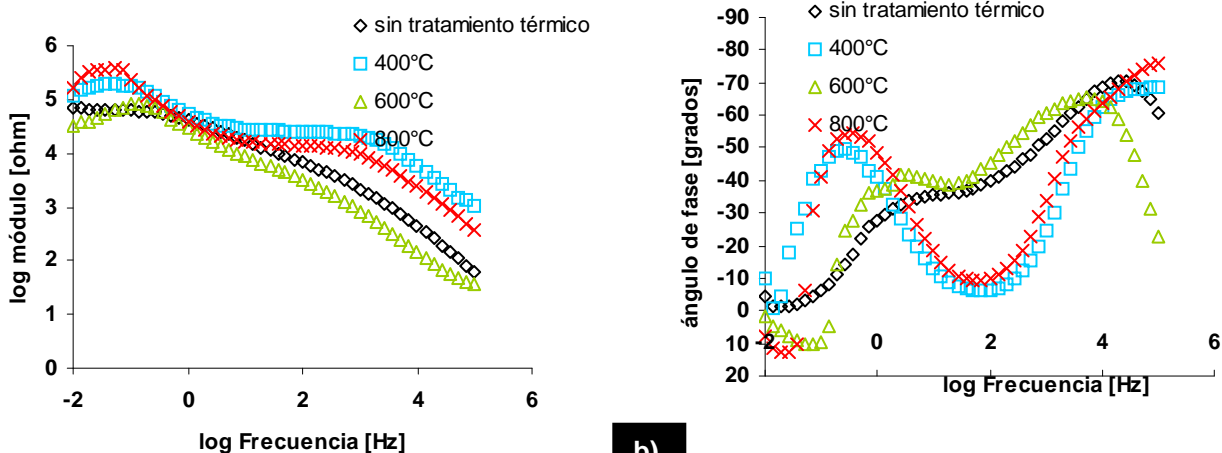 log módulo [ohm]
6
5
4
3
2
1
0
-2
0
2
4
6
log Frecuencia [Hz]
sin tratamiento térmico
400°C
600°C
800°C
ángulo de fase [grados]
-90
-80
-70
-60
-50
-40
-30
-20
-10
0
10
20
-2
0
2
4
6
log Frecuencia [Hz]
sin tratamiento térmico
400°C
600°C
800°C
b)